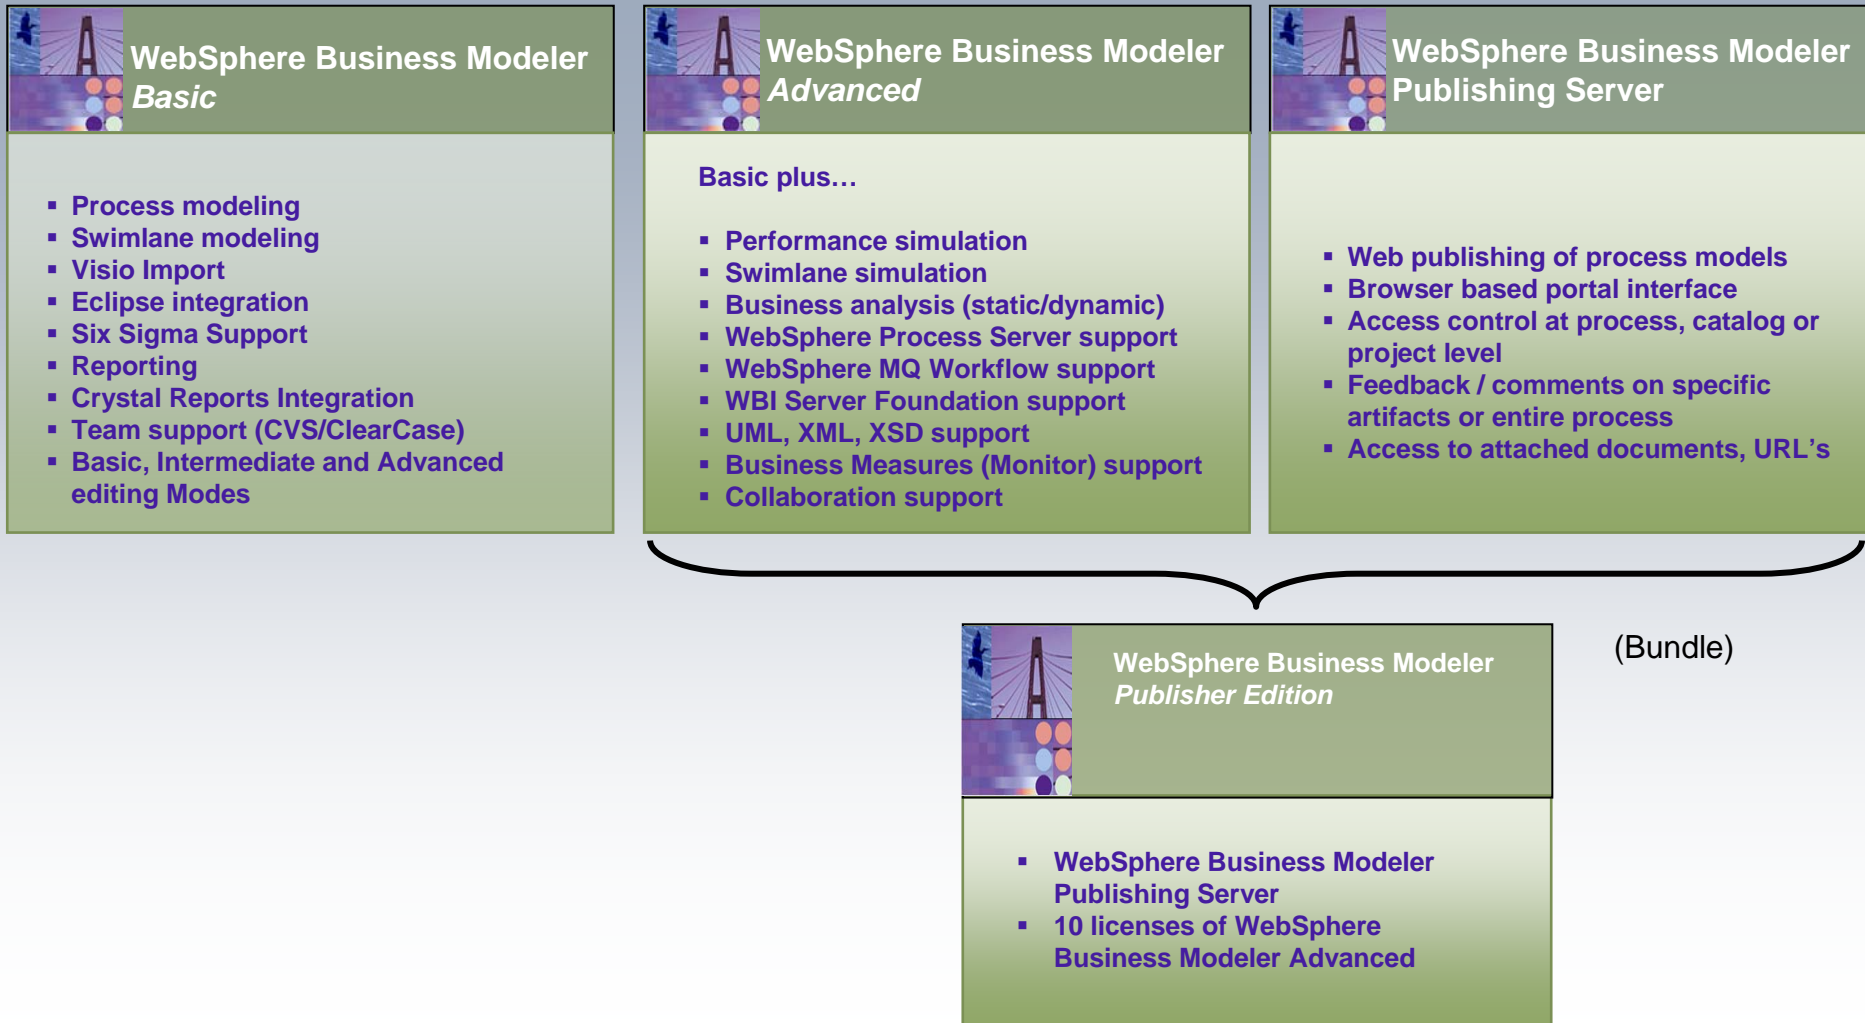 WebSphere Business Modeler
Basic
▪ Process modeling
▪ Swimlane modeling
▪ Visio Import
▪ Eclipse integration
▪ Six Sigma Support
▪ Reporting
▪ Crystal Reports Integration
▪ Team support (CVS/ClearCase)
▪ Basic, Intermediate and Advanced
editing Modes
WebSphere Business Modeler
Advanced
Basic plus…
▪ Performance simulation
▪ Swimlane simulation
▪ Business analysis (static/dynamic)
▪ WebSphere Process Server support
▪ WebSphere MQ Workflow support
▪ WBI Server Foundation support
▪ UML, XML, XSD support
▪ Business Measures (Monitor) support
▪ Collaboration support
WebSphere Business Modeler
Publishing Server
▪ Web publishing of process models
▪ Browser based portal interface
▪ Access control at process, catalog or
project level
▪ Feedback / comments on specific
artifacts or entire process
▪ Access to attached documents, URL’s
WebSphere Business Modeler
Publisher Edition
(Bundle)
▪ WebSphere Business Modeler
Publishing Server
▪ 10 licenses of WebSphere
Business Modeler Advanced